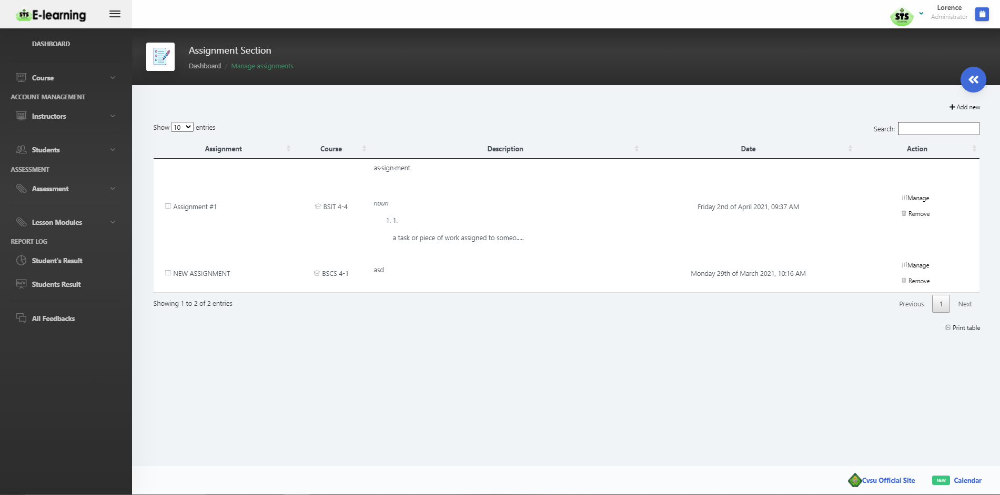 STS E-learning
Lorence
Administrator
STS
DASHBOARD
Course
ACCOUNT MANAGEMENT
Instructors
Students
ASSESSMENT
Assessment
Lesson Modules
REPORT LOG
Student's Result
Students Result
All Feedbacks
Assignment Section
Dashboard / Manage assignments
Add new
Show 10 entries
Search:
Assignment Course Description Date Action
as·sign·ment
noun
1. 1.
a task or piece of work assigned to someo.....
Assignment #1 BSIT 4-4 Friday 2nd of April 2021, 09:37 AM
Manage
Remove
NEW ASSIGNMENT BSCS 4-1 asd Monday 29th of March 2021, 10:16 AM
Manage
Remove
Showing 1 to 2 of 2 entries
Previous 1 Next
Print table
Cvsu Official Site NEW Calendar